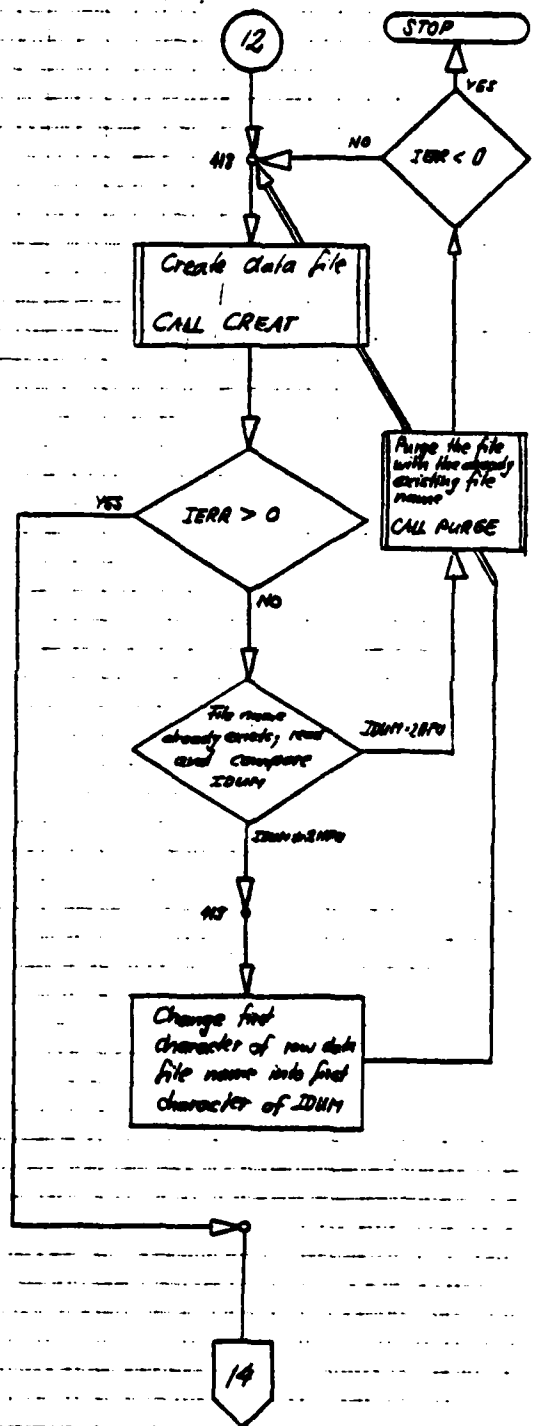 12
STOP
YES
NO
IERR < 0
418
Create data file
CALL CREAT
Purge the file
with the already
existing file
name
CALL PURGE
YES
IERR > 0
NO
File name
already exists, read
and compare
IDUM
419
Change first
character of raw data
file name into first
character of IDUM
14